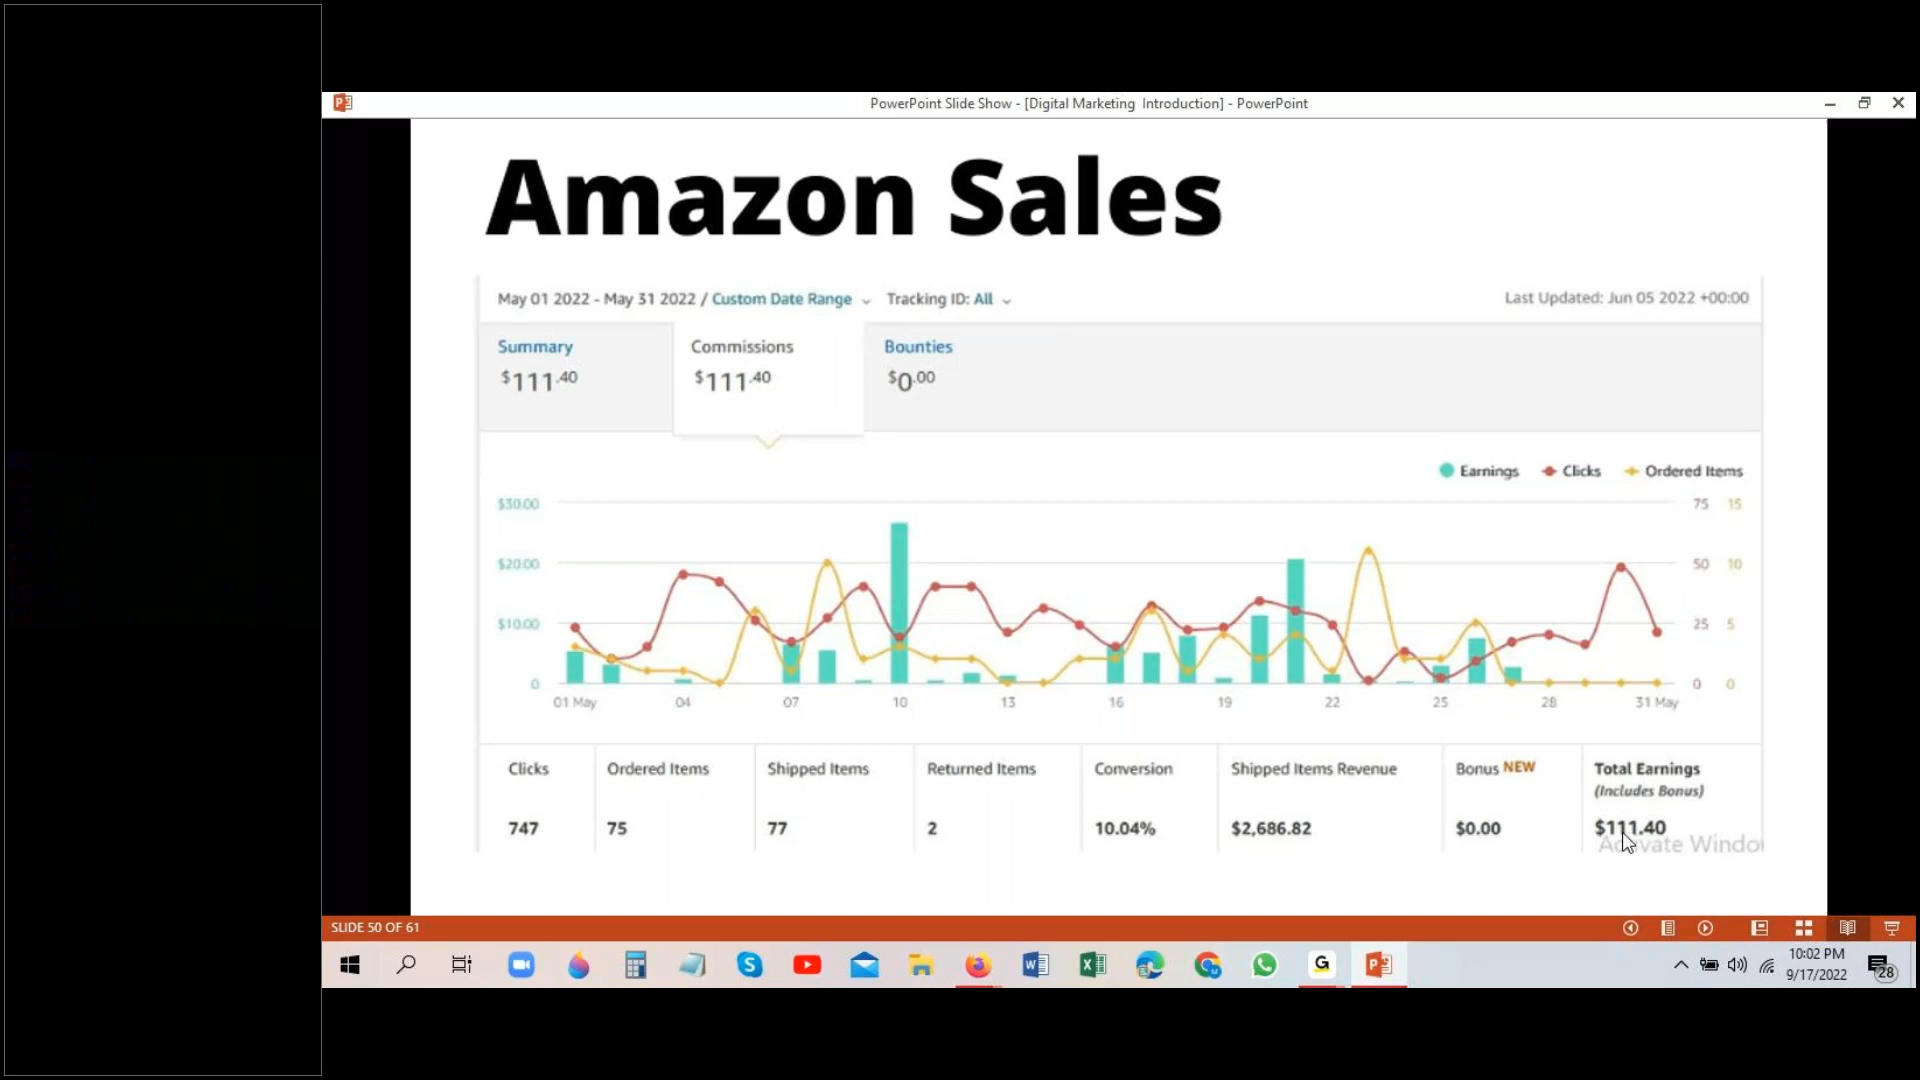 PowerPoint Slide Show - [Digital Marketing Introduction] - PowerPoint
Amazon Sales
May 01 2022 - May 31 2022 / Custom Date Range Tracking ID: All Last Updated: Jun 05 2022 +00:00
Summary Commissions Bounties
$111.40 $111.40 $0.00
Earnings Clicks Ordered Items
$30.00 75 15
$20.00 50 10
$10.00 25 5
0 0 0
01 May 04 07 10 13 16 19 22 25 28 31 May
Clicks Ordered Items Shipped Items Returned Items Conversion Shipped Items Revenue Bonus NEW Total Earnings
(Includes Bonus)
747 75 77 2 10.04% $2,686.82 $0.00 $111.40
Activate Windo
SLIDE 50 OF 61
10:02 PM
9/17/2022
28